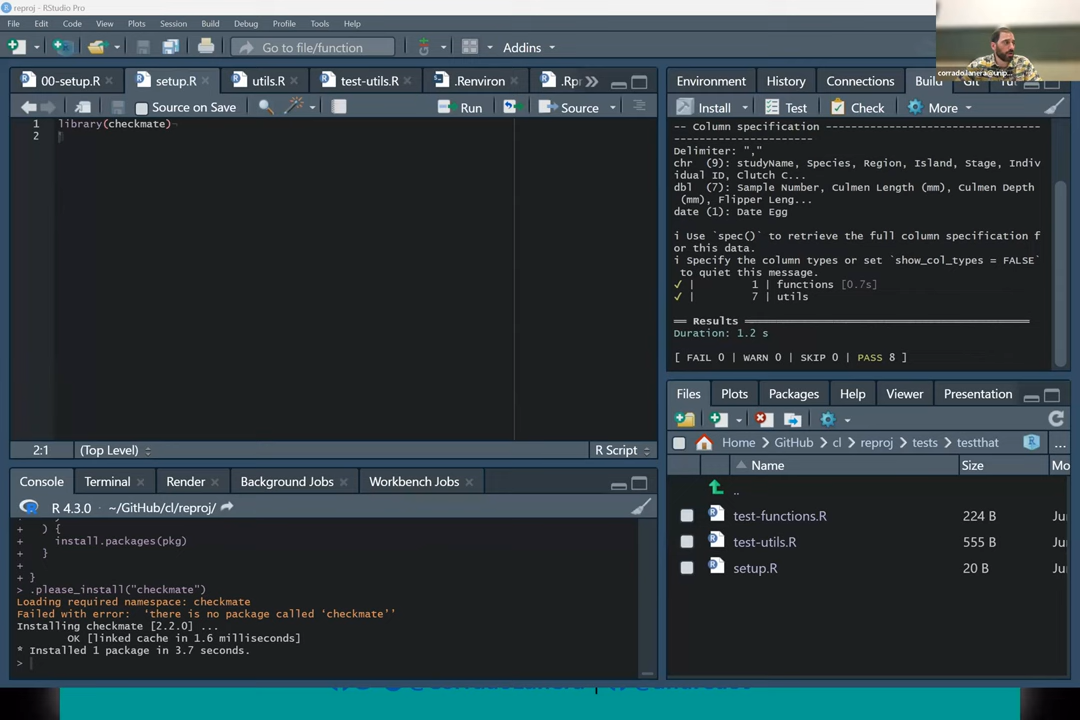 reproj - RStudio Pro
File Edit Code View Plots Session Build Debug Profile Tools Help
Go to file/function Addins
00-setup.R setup.R utils.R test-utils.R .Renviron .Rpr
Source on Save Run Source
1 library(checkmate)
2
2:1 (Top Level) R Script
Console Terminal Render Background Jobs Workbench Jobs
R 4.3.0 · ~/GitHub/cl/reproj/
+ ) {
+ install.packages(pkg)
+ }
+
+ }
> .please_install("checkmate")
Loading required namespace: checkmate
Failed with error: ‘there is no package called ‘checkmate’’
Installing checkmate [2.2.0] ...
OK [linked cache in 1.6 milliseconds]
* Installed 1 package in 3.7 seconds.
>
corrado.lanera@unip...
Environment History Connections Build Git Tu
Install Test Check More
-- Column specification --------------------------------------------------------
Delimiter: ","
chr (9): studyName, Species, Region, Island, Stage, Indiv
idual ID, Clutch C...
dbl (7): Sample Number, Culmen Length (mm), Culmen Depth
(mm), Flipper Leng...
date (1): Date Egg
i Use `spec()` to retrieve the full column specification f
or this data.
i Specify the column types or set `show_col_types = FALSE`
to quiet this message.
✓ | 1 | functions [0.7s]
✓ | 7 | utils
== Results ═════════════════════════════════
Duration: 1.2 s
[ FAIL 0 | WARN 0 | SKIP 0 | PASS 8 ]
Files Plots Packages Help Viewer Presentation
Home GitHub cl reproj tests testthat ...
Name Size Mo
..
test-functions.R 224 B Ju
test-utils.R 555 B Ju
setup.R 20 B Ju